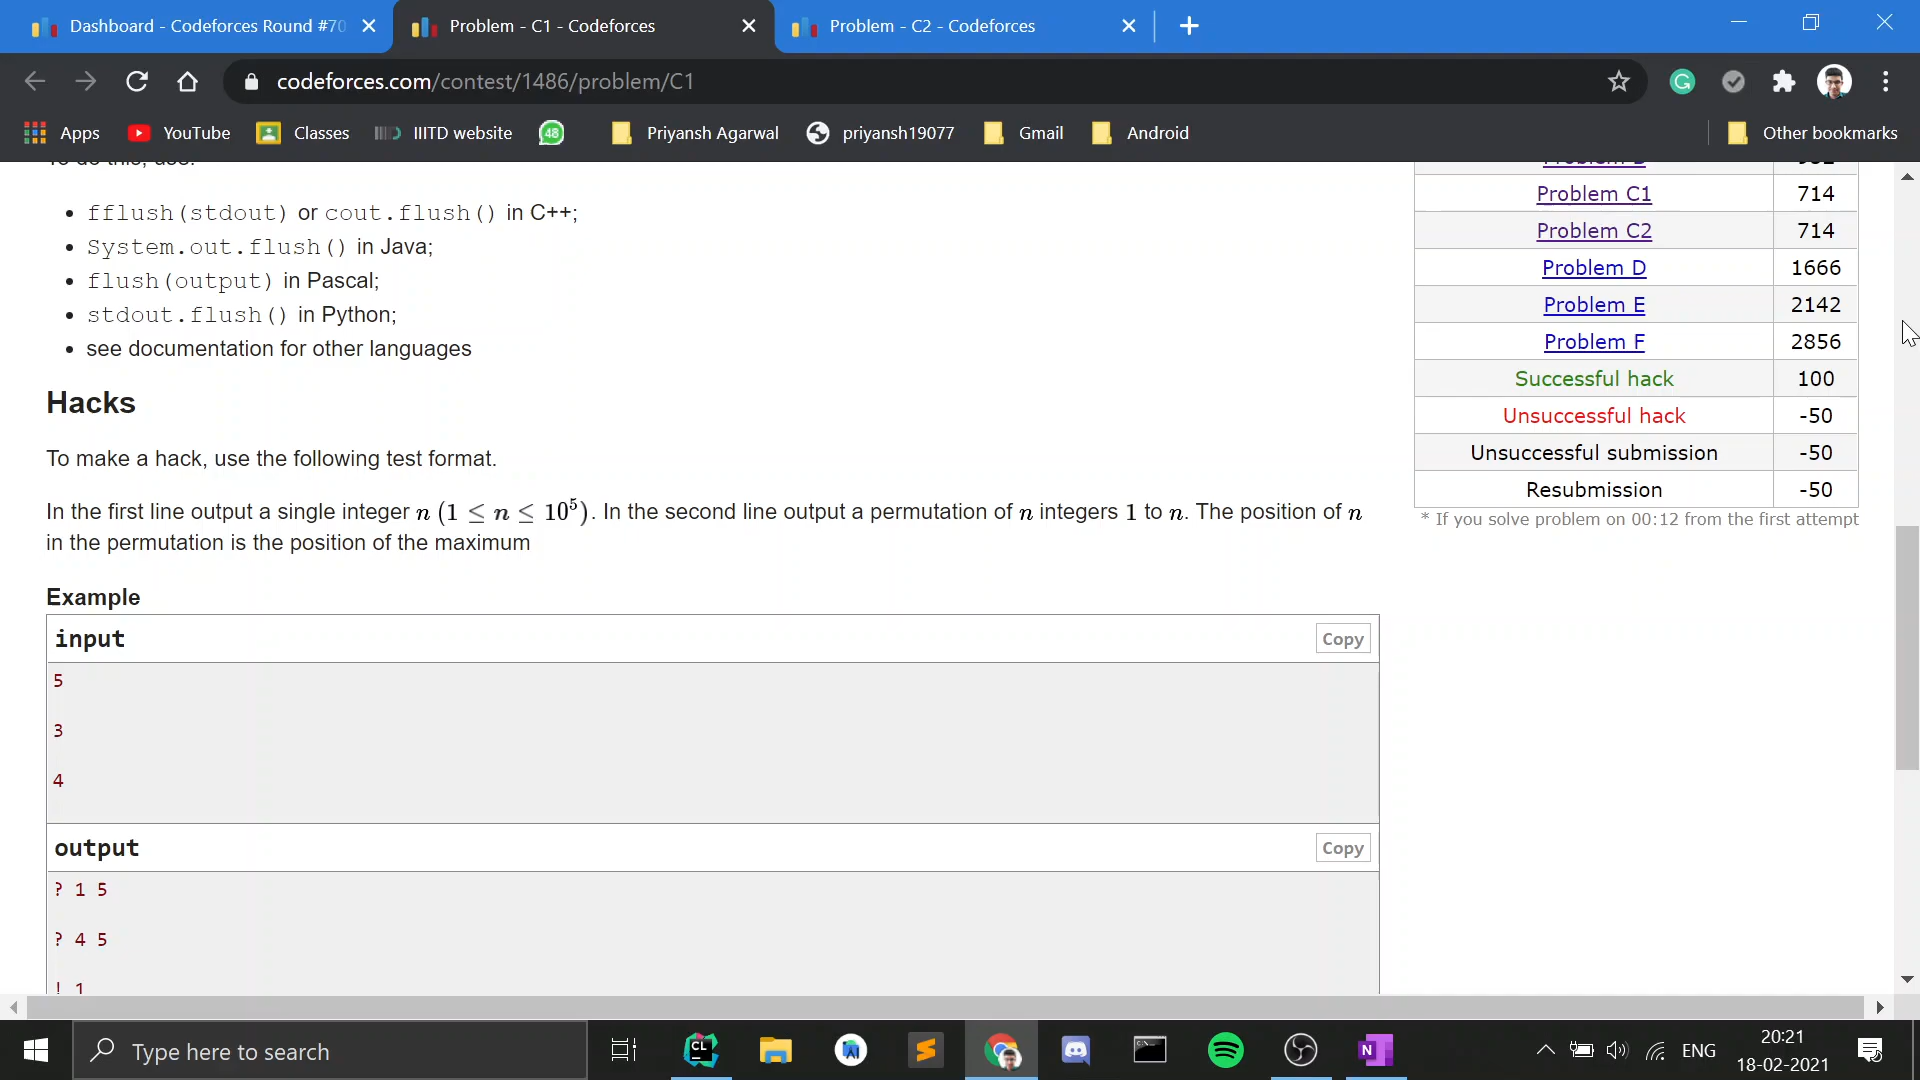 Dashboard - Codeforces Round #70
Problem - C1 - Codeforces
Problem - C2 - Codeforces
codeforces.com/contest/1486/problem/C1
Apps
YouTube
Classes
IIITD website
48
Priyansh Agarwal
priyansh19077
Gmail
Android
Other bookmarks
To do this, use:
• fflush(stdout) or cout.flush() in C++;
• System.out.flush() in Java;
• flush(output) in Pascal;
• stdout.flush() in Python;
• see documentation for other languages
Hacks
To make a hack, use the following test format.
In the first line output a single integer n (1 ≤ n ≤ 10⁵). In the second line output a permutation of n integers 1 to n. The position of n
in the permutation is the position of the maximum
Example
input
Copy
5
3
4
output
Copy
? 1 5
? 4 5
! 1
Problem C1 714
Problem C2 714
Problem D 1666
Problem E 2142
Problem F 2856
Successful hack 100
Unsuccessful hack -50
Unsuccessful submission -50
Resubmission -50
* If you solve problem on 00:12 from the first attempt
Type here to search
CL
N
ENG
20:21
18-02-2021